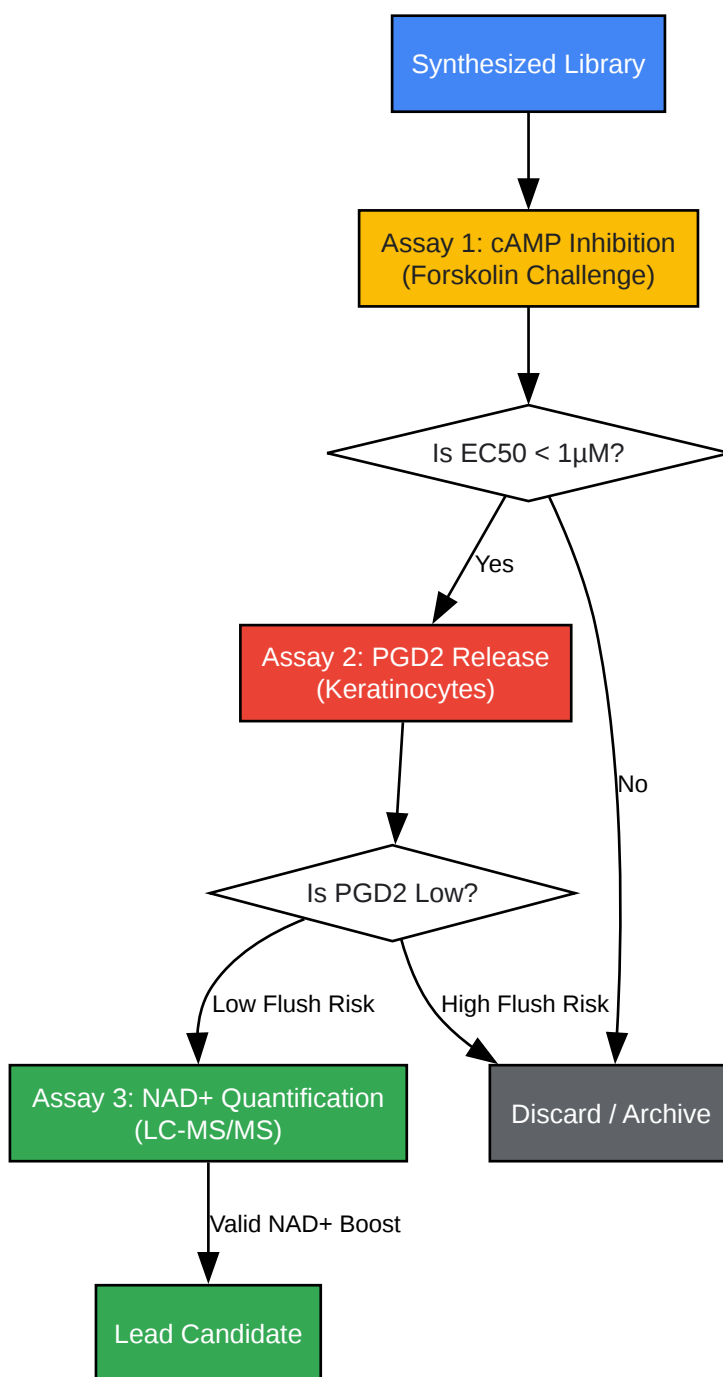 Synthesized Library
Assay 1: cAMP Inhibition
(Forskolin Challenge)
Is EC50 < 1µM?
Yes
Assay 2: PGD2 Release
(Keratinocytes)
No
Is PGD2 Low?
Low Flush Risk
High Flush Risk
Assay 3: NAD+ Quantification
(LC-MS/MS)
Discard / Archive
Valid NAD+ Boost
Lead Candidate